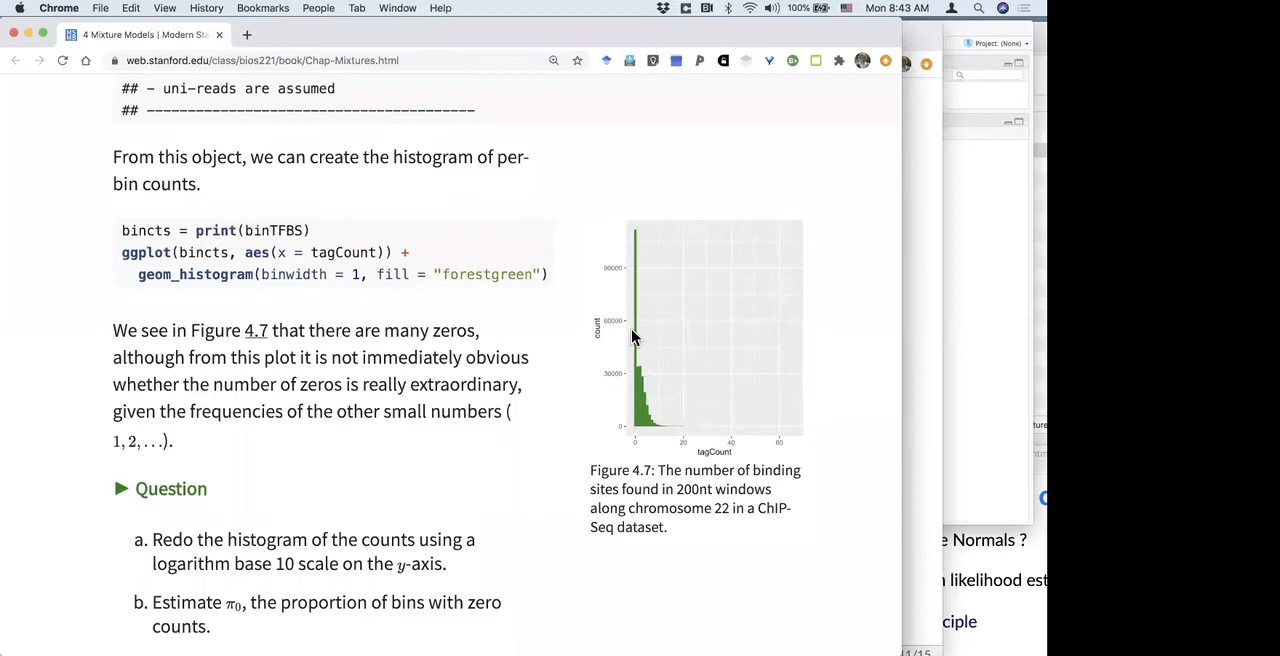 Chrome File Edit View History Bookmarks People Tab Window Help 100% Mon 8:43 AM
4 Mixture Models | Modern Sta
Project: (None)
web.stanford.edu/class/bios221/book/Chap-Mixtures.html
## - uni-reads are assumed
## ----------------------------------------
From this object, we can create the histogram of per-
bin counts.
bincts = print(binTFBS)
ggplot(bincts, aes(x = tagCount)) +
geom_histogram(binwidth = 1, fill = "forestgreen")
We see in Figure 4.7 that there are many zeros,
although from this plot it is not immediately obvious
whether the number of zeros is really extraordinary,
given the frequencies of the other small numbers (
1, 2, …).
Question
a. Redo the histogram of the counts using a
logarithm base 10 scale on the y-axis.
b. Estimate π0, the proportion of bins with zero
counts.
90000
60000
30000
0
count
0 20 40 60
tagCount
Figure 4.7: The number of binding
sites found in 200nt windows
along chromosome 22 in a ChIP-
Seq dataset.
ture
e Normals ?
likelihood est
ciple
1/15